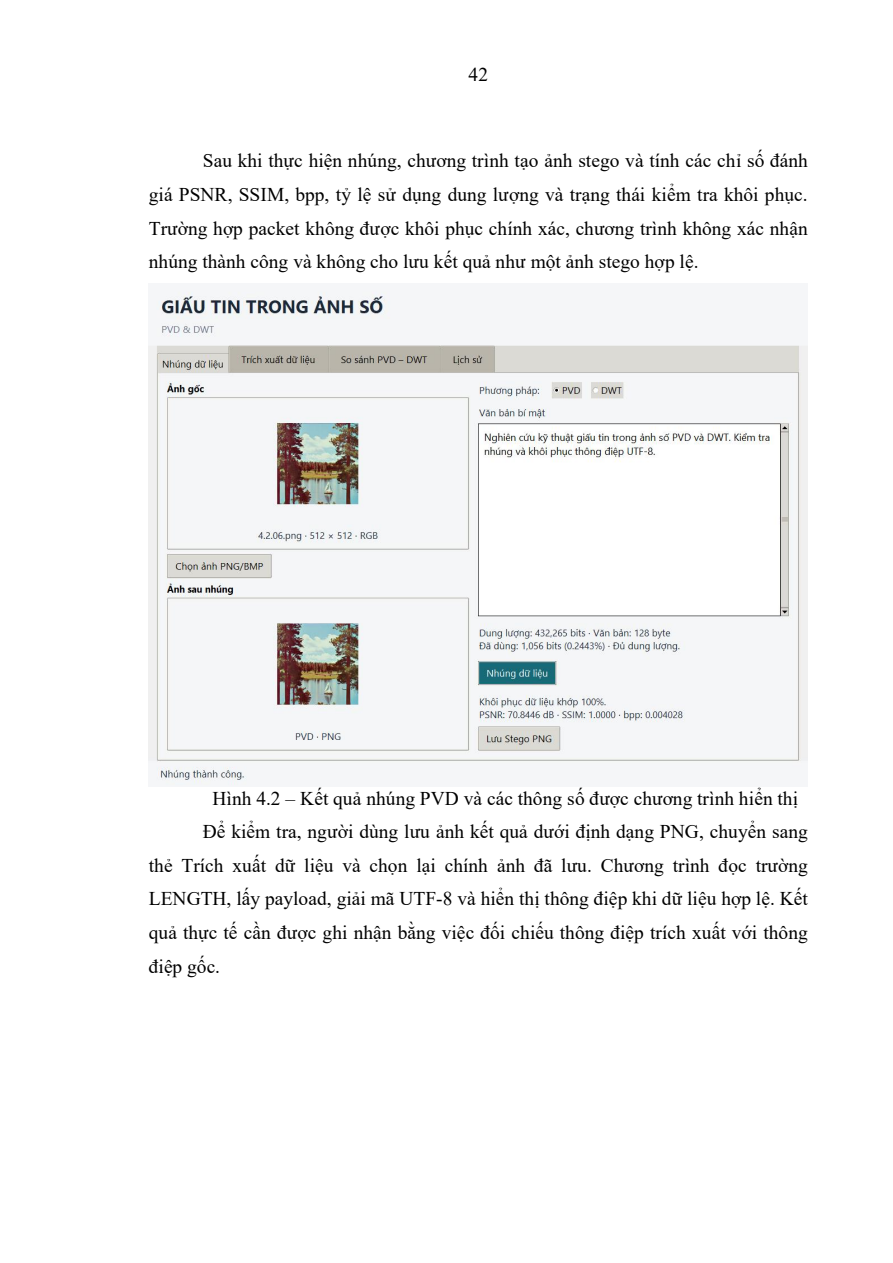 42
Sau khi thực hiện nhúng, chương trình tạo ảnh stego và tính các chỉ số đánh
giá PSNR, SSIM, bpp, tỷ lệ sử dụng dung lượng và trạng thái kiểm tra khôi phục.
Trường hợp packet không được khôi phục chính xác, chương trình không xác nhận
nhúng thành công và không cho lưu kết quả như một ảnh stego hợp lệ.
GIẤU TIN TRONG ẢNH SỐ
PVD & DWT
Nhúng dữ liệu
Trích xuất dữ liệu
So sánh PVD – DWT
Lịch sử
Ảnh gốc
4.2.06.png · 512 × 512 · RGB
Chọn ảnh PNG/BMP
Ảnh sau nhúng
PVD · PNG
Phương pháp:
PVD
DWT
Văn bản bí mật
Nghiên cứu kỹ thuật giấu tin trong ảnh số PVD và DWT. Kiểm tra
nhúng và khôi phục thông điệp UTF-8.
Dung lượng: 432,265 bits · Văn bản: 128 byte
Đã dùng: 1,056 bits (0.2443%) · Đủ dung lượng.
Nhúng dữ liệu
Khôi phục dữ liệu khớp 100%.
PSNR: 70.8446 dB · SSIM: 1.0000 · bpp: 0.004028
Lưu Stego PNG
Nhúng thành công.
Hình 4.2 – Kết quả nhúng PVD và các thông số được chương trình hiển thị
Để kiểm tra, người dùng lưu ảnh kết quả dưới định dạng PNG, chuyển sang
thẻ Trích xuất dữ liệu và chọn lại chính ảnh đã lưu. Chương trình đọc trường
LENGTH, lấy payload, giải mã UTF-8 và hiển thị thông điệp khi dữ liệu hợp lệ. Kết
quả thực tế cần được ghi nhận bằng việc đối chiếu thông điệp trích xuất với thông
điệp gốc.